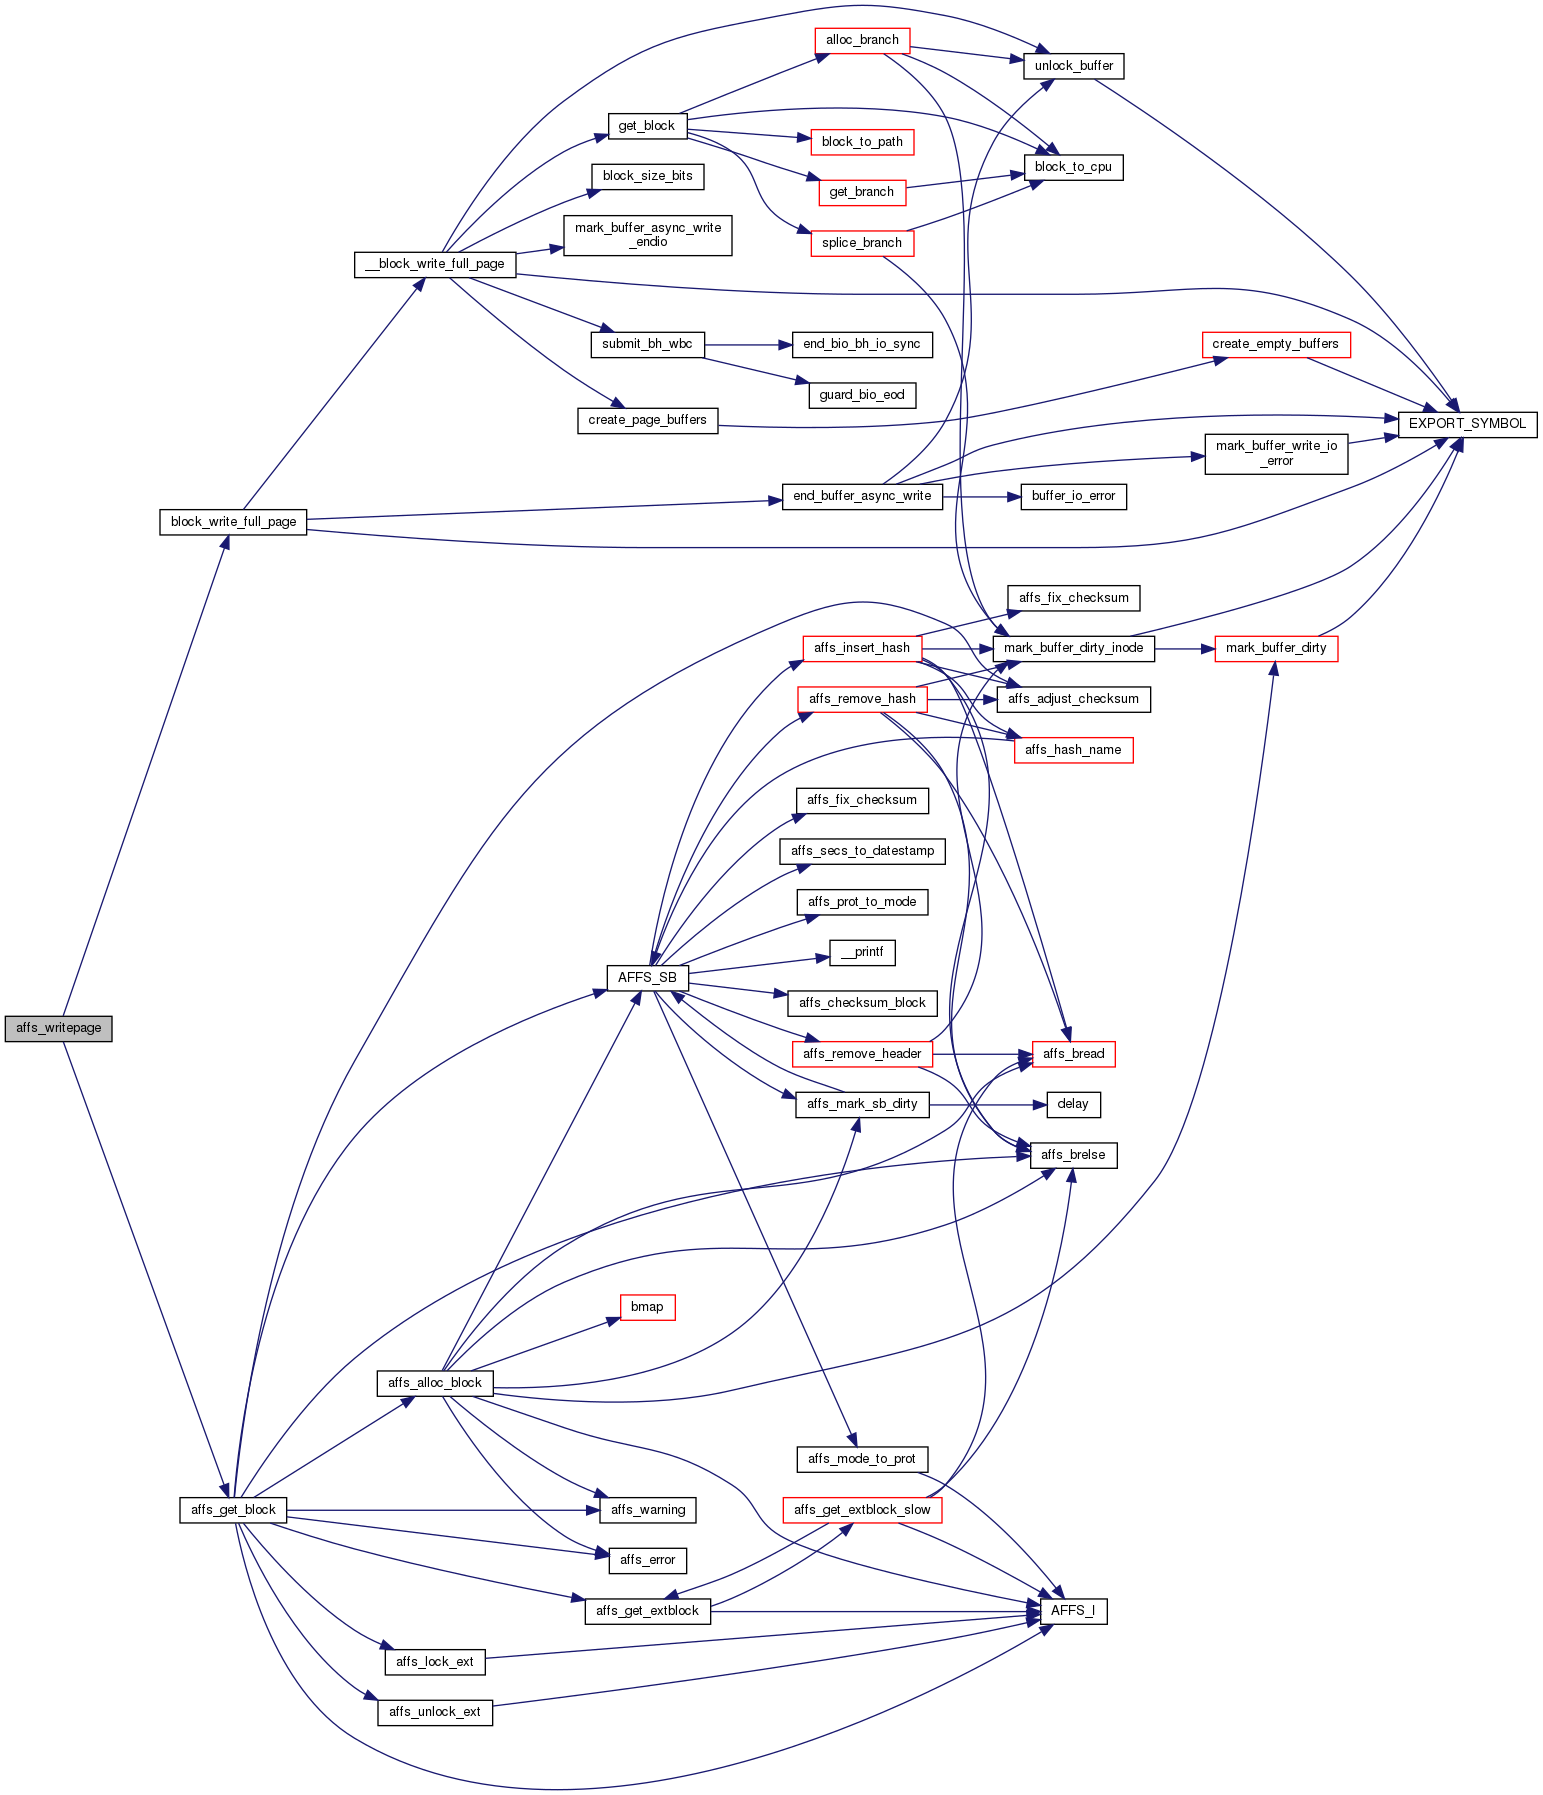 alloc_branch
unlock_buffer
get_block
block_to_path
block_to_cpu
block_size_bits
get_branch
mark_buffer_async_write
_endio
splice_branch
__block_write_full_page
submit_bh_wbc
end_bio_bh_io_sync
create_empty_buffers
guard_bio_eod
create_page_buffers
EXPORT_SYMBOL
mark_buffer_write_io
_error
end_buffer_async_write
buffer_io_error
block_write_full_page
affs_fix_checksum
affs_insert_hash
mark_buffer_dirty_inode
mark_buffer_dirty
affs_remove_hash
affs_adjust_checksum
affs_hash_name
affs_fix_checksum
affs_secs_to_datestamp
affs_prot_to_mode
__printf
AFFS_SB
affs_checksum_block
affs_writepage
affs_remove_header
affs_bread
affs_mark_sb_dirty
delay
affs_brelse
bmap
affs_alloc_block
affs_mode_to_prot
affs_get_block
affs_warning
affs_get_extblock_slow
affs_error
affs_get_extblock
AFFS_I
affs_lock_ext
affs_unlock_ext